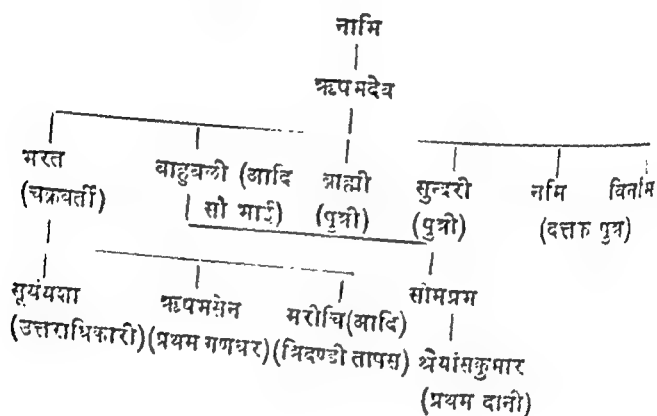 नाभि
ऋषभदेव
भरत बाहुबली (आदि ब्राह्मी सुन्दरी नमि विनमि
(चक्रवर्ती) सौ भाई) (पुत्री) (पुत्री) (दत्तक पुत्र)
सूर्ययशा ऋषभसेन मरीचि (आदि) सोमप्रभ
(उत्तराधिकारी) (प्रथम गणधर) (त्रिदण्डी तापस) श्रेयांसकुमार
(प्रथम दानी)